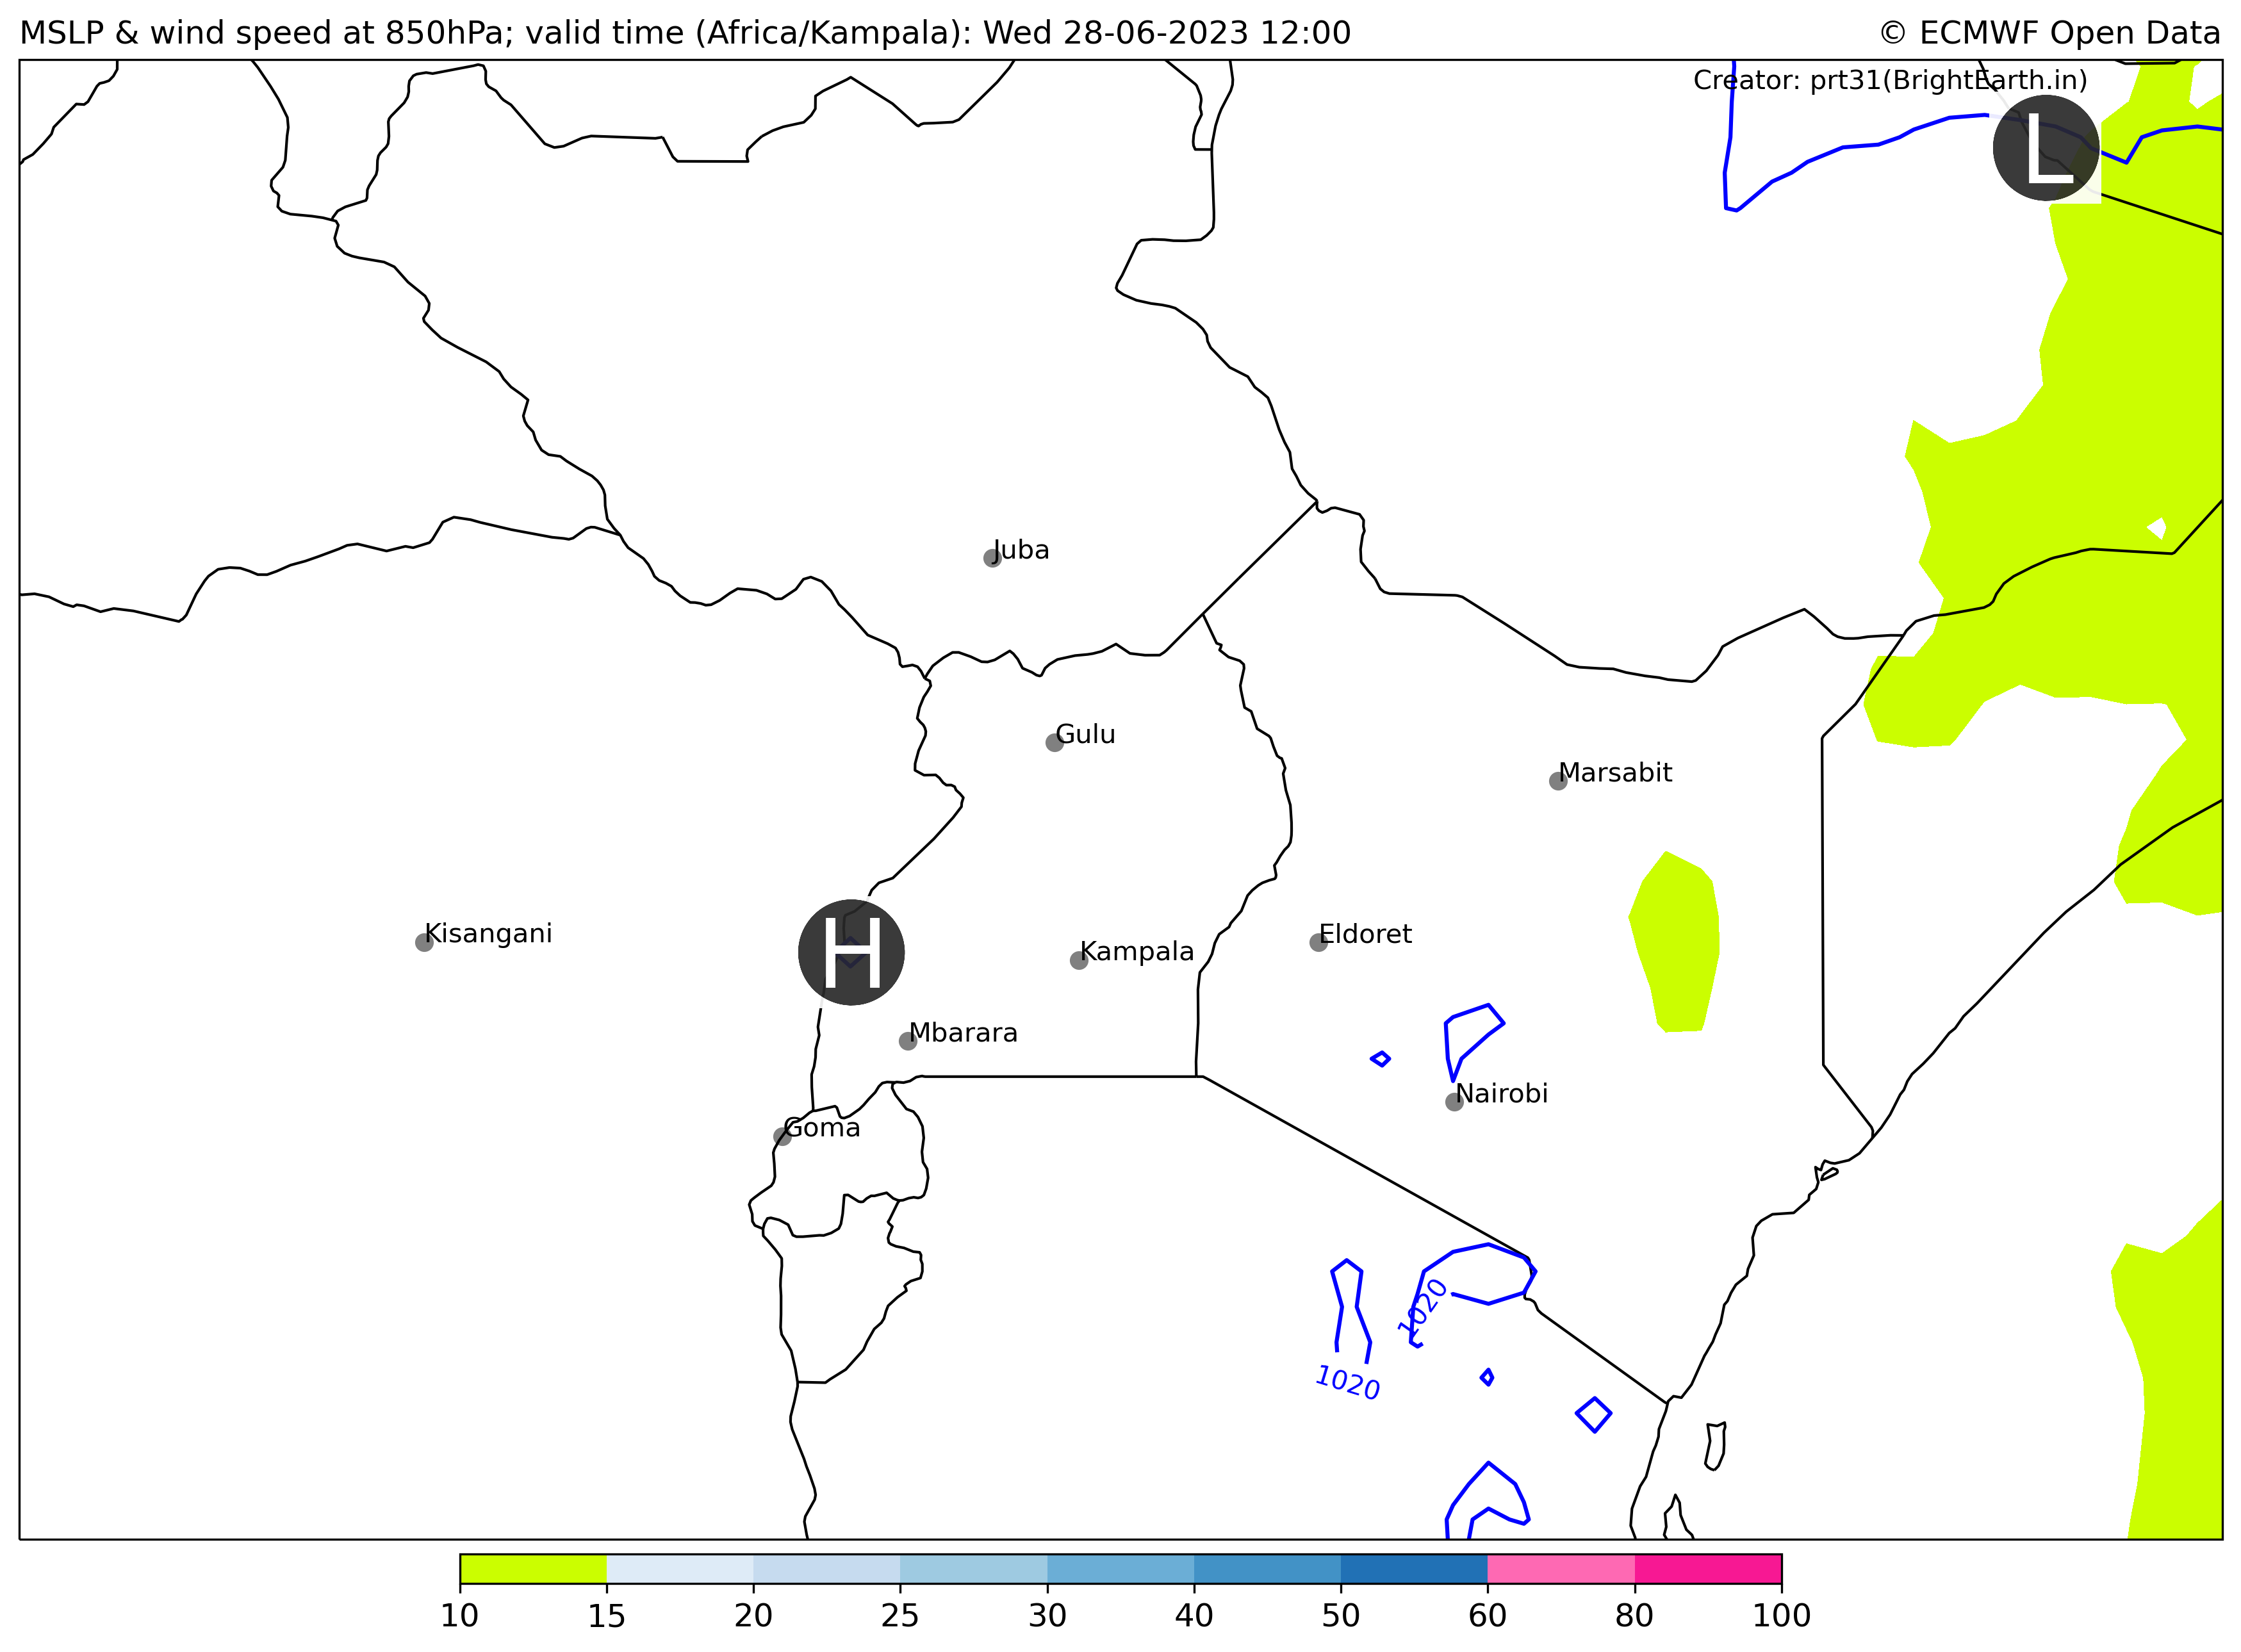 MSLP & wind speed at 850hPa; valid time (Africa/Kampala): Wed 28-06-2023 12:00
© ECMWF Open Data
Creator: prt31(BrightEarth.in)
L
Juba
Gulu
Marsabit
Kisangani
H
Kampala
Eldoret
Mbarara
Nairobi
Goma
1020
1020
10 15 20 25 30 40 50 60 80 100